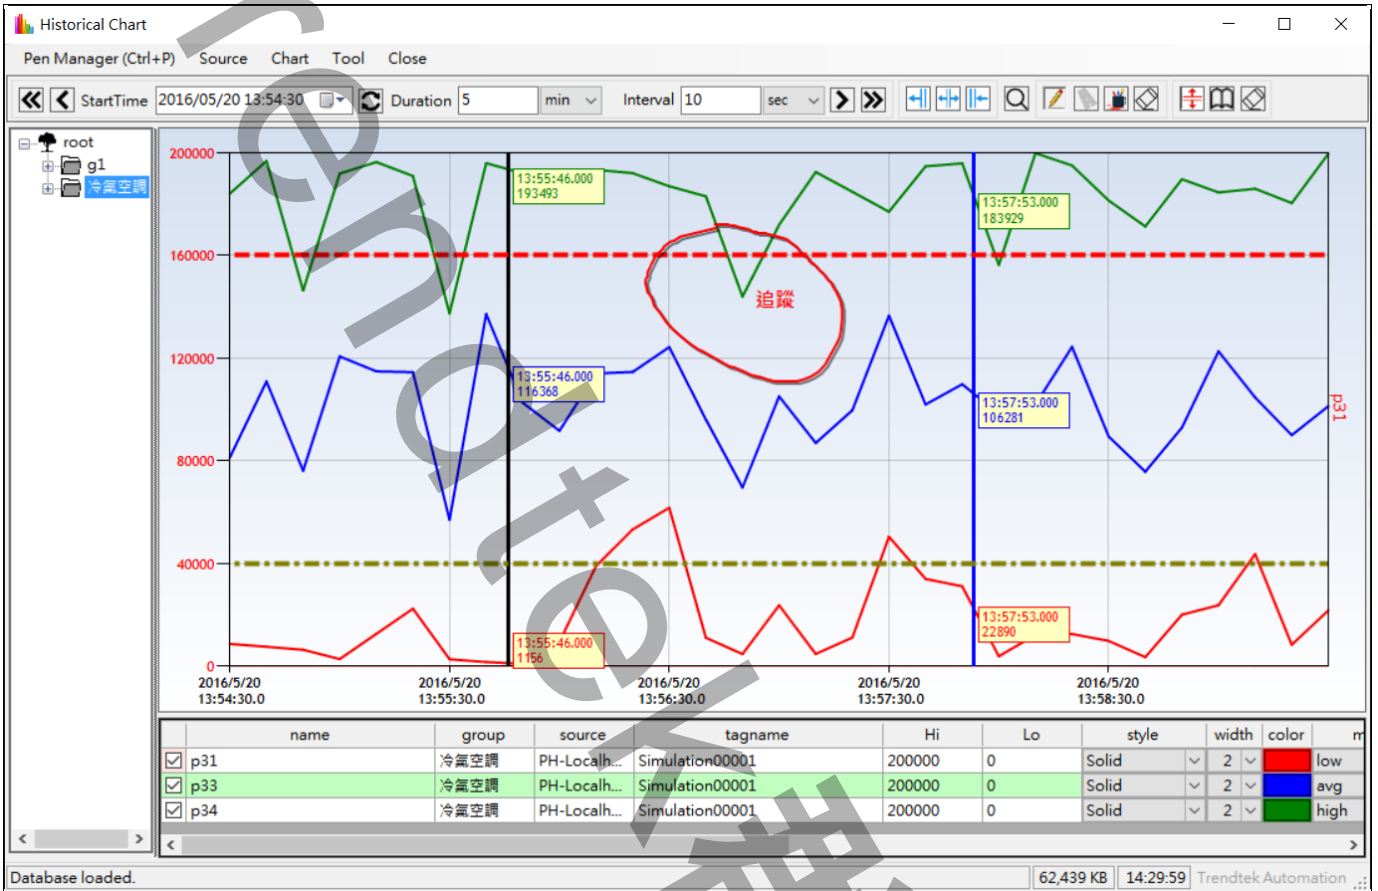 Historical Chart
Pen Manager (Ctrl+P) Source Chart Tool Close
StartTime 2016/05/20 13:54:30 Duration 5 min Interval 10 sec
root
g1
冷氣空調
200000
160000
120000
80000
40000
0
13:55:46.000
193493
13:57:53.000
183929
追蹤
13:55:46.000
116368
13:57:53.000
106281
p31
13:55:46.000
1156
13:57:53.000
22890
2016/5/20
13:54:30.0
2016/5/20
13:55:30.0
2016/5/20
13:56:30.0
2016/5/20
13:57:30.0
2016/5/20
13:58:30.0
name group source tagname Hi Lo style width color m
p31 冷氣空調 PH-Localh... Simulation00001 200000 0 Solid 2 low
p33 冷氣空調 PH-Localh... Simulation00001 200000 0 Solid 2 avg
p34 冷氣空調 PH-Localh... Simulation00001 200000 0 Solid 2 high
Database loaded. 62,439 KB 14:29:59 Trendtek Automation
Trendtek